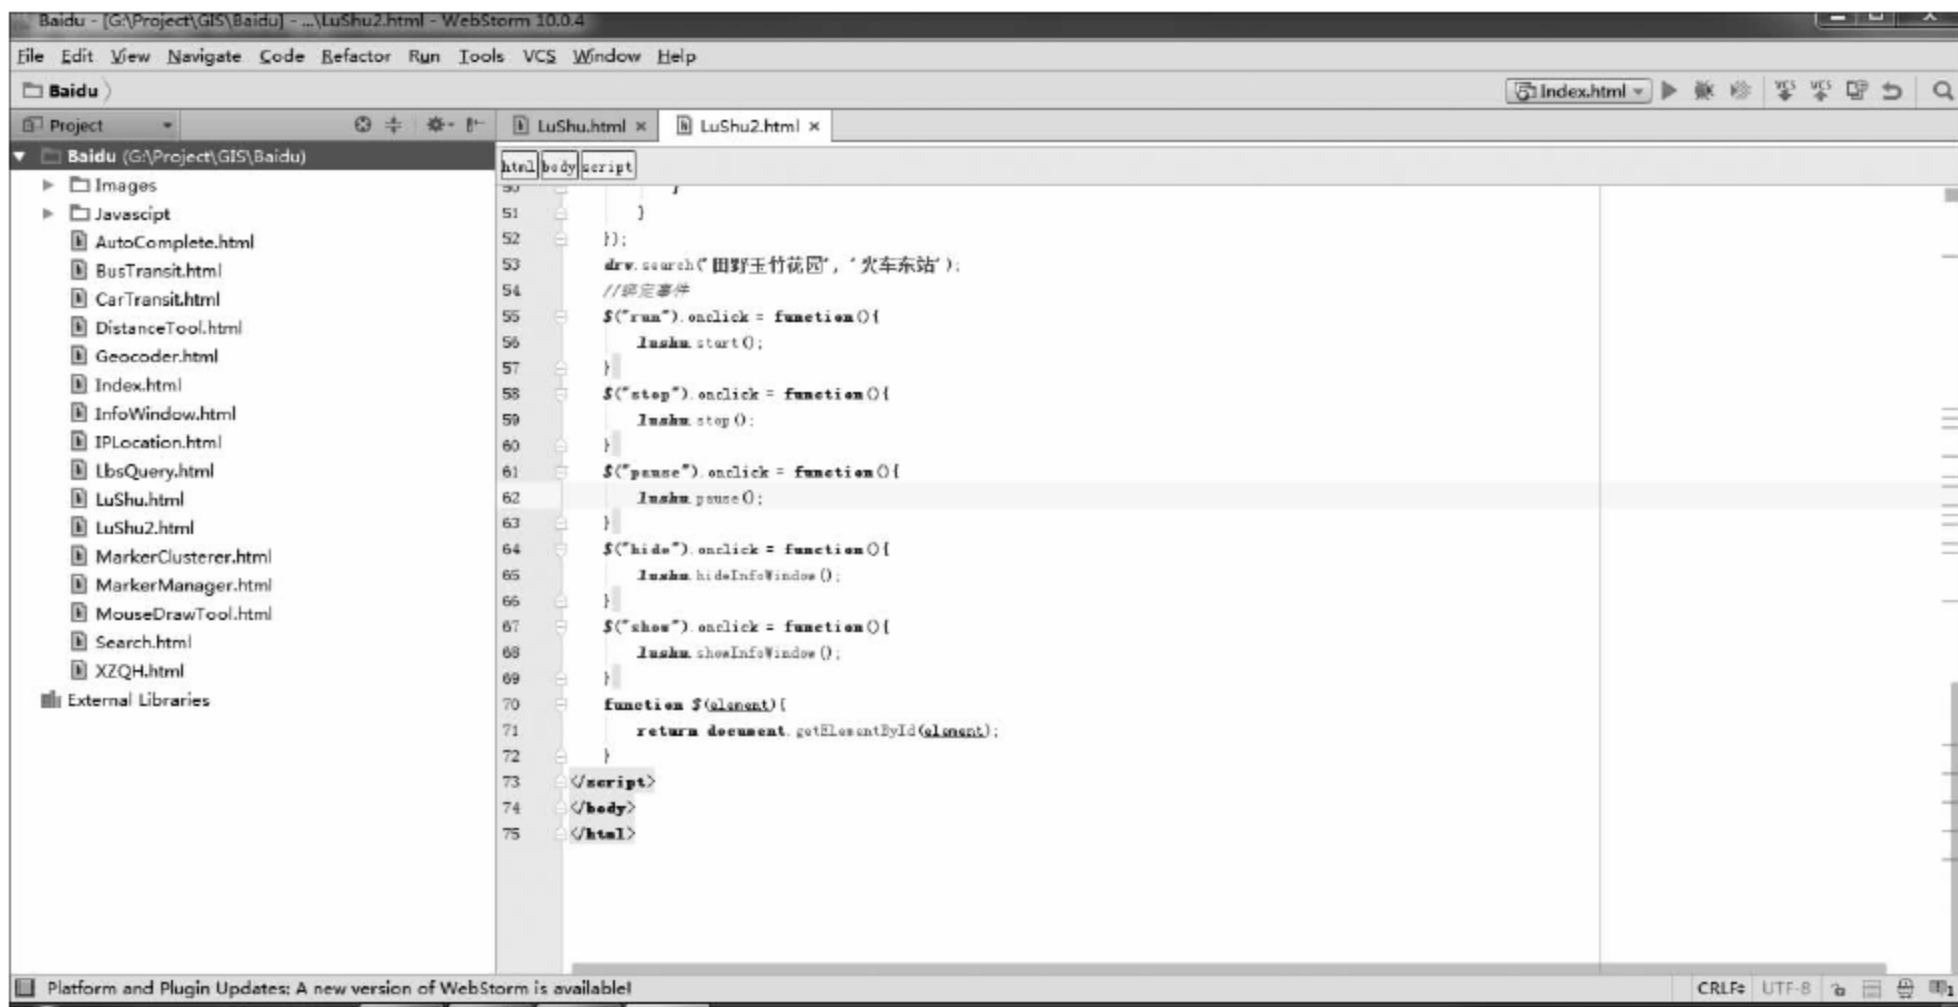 Baidu - [G:\Project\GIS\Baidu] - ...\LuShu2.html - WebStorm 10.0.4
File Edit View Navigate Code Refactor Run Tools VCS Window Help
Baidu
Index.html
VCS VCS
Project
LuShu.html ×
LuShu2.html ×
Baidu (G:\Project\GIS\Baidu)
Images
Javascipt
AutoComplete.html
BusTransit.html
CarTransit.html
DistanceTool.html
Geocoder.html
Index.html
InfoWindow.html
IPLocation.html
LbsQuery.html
LuShu.html
LuShu2.html
MarkerClusterer.html
MarkerManager.html
MouseDrawTool.html
Search.html
XZQH.html
External Libraries
html body script
50 }
51 }
52 });
53 drv.search("田野玉竹花园", "火车东站");
54 //绑定事件
55 $("run").onclick = function(){
56 lushu.start();
57 }
58 $("stop").onclick = function(){
59 lushu.stop();
60 }
61 $("pause").onclick = function(){
62 lushu.pause();
63 }
64 $("hide").onclick = function(){
65 lushu.hideInfoWindow();
66 }
67 $("show").onclick = function(){
68 lushu.showInfoWindow();
69 }
70 function $(element){
71 return document.getElementById(element);
72 }
73 </script>
74 </body>
75 </html>
Platform and Plugin Updates: A new version of WebStorm is available!
CRLF UTF-8